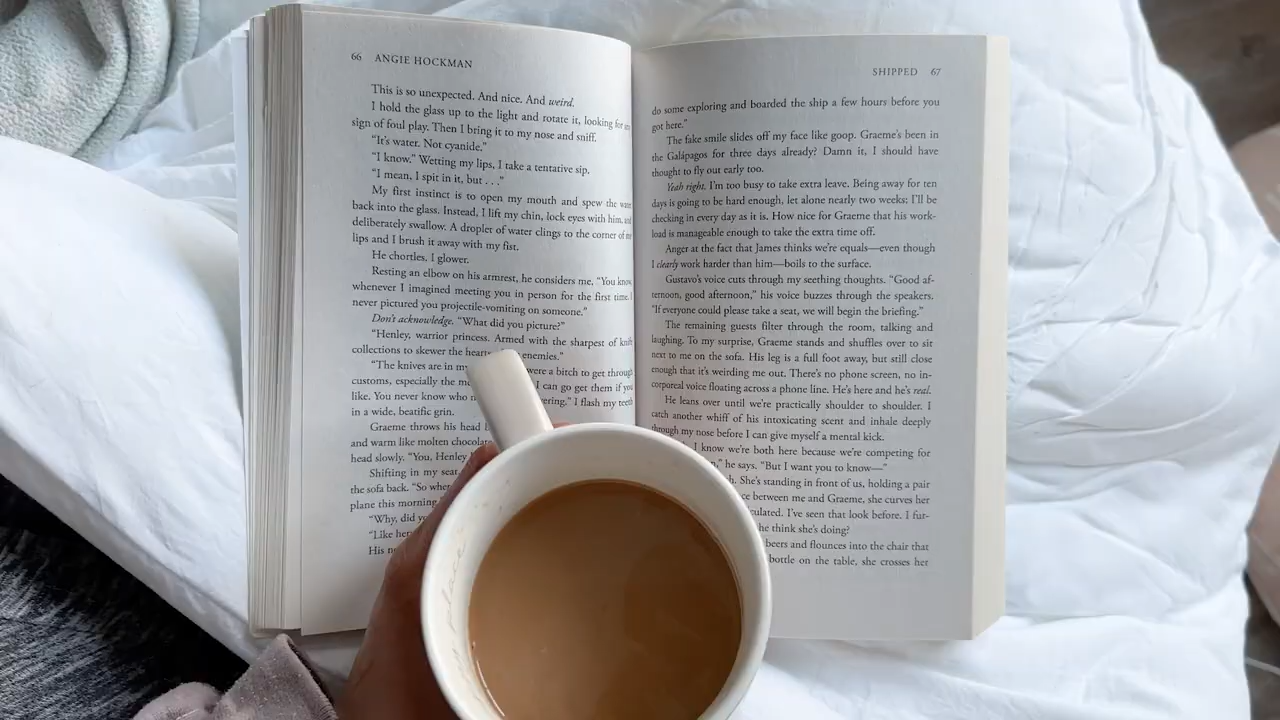 66 ANGIE HOCKMAN
This is so unexpected. And nice. And weird.
I hold the glass up to the light and rotate it, looking for
sign of foul play. Then I bring it to my nose and sniff.
“It’s water. Not cyanide.”
“I know.” Wetting my lips, I take a tentative sip.
“I mean, I spit in it, but . . .”
My first instinct is to open my mouth and spew the water
back into the glass. Instead, I lift my chin, lock eyes with him, and
deliberately swallow. A droplet of water clings to the corner of my
lips and I brush it away with my fist.
He chortles. I glower.
Resting an elbow on his armrest, he considers me. “You know,
whenever I imagined meeting you in person for the first time, I
never pictured you projectile-vomiting on someone.”
Don’t acknowledge. “What did you picture?”
“Henley, warrior princess. Armed with the sharpest of knife
collections to skewer the hearts enemies.”
“The knives are in my were a bitch to get through
customs, especially the I can go get them if you
like. You never know who I flash my teeth
in a wide, beatific grin.
Graeme throws his head
and warm like molten chocolate
head slowly. “You, Henley
Shifting in my seat,
the sofa back. “So
plane this morning
“Why, did
“Like
His
SHIPPED 67
do some exploring and boarded the ship a few hours before you
got here.”
The fake smile slides off my face like goop. Graeme’s been in
the Galápagos for three days already? Damn it, I should have
thought to fly out early too.
Yeah right. I’m too busy to take extra leave. Being away for ten
days is going to be hard enough, let alone nearly two weeks; I’ll be
checking in every day as it is. How nice for Graeme that his work-
load is manageable enough to take the extra time off.
Anger at the fact that James thinks we’re equals—even though
I clearly work harder than him—boils to the surface.
Gustavo’s voice cuts through my seething thoughts. “Good af-
ternoon, good afternoon,” his voice buzzes through the speakers.
“If everyone could please take a seat, we will begin the briefing.”
The remaining guests filter through the room, talking and
laughing. To my surprise, Graeme stands and shuffles over to sit
next to me on the sofa. His leg is a full foot away, but still close
enough that it’s weirding me out. There’s no phone screen, no in-
corporeal voice floating across a phone line. He’s here and he’s real.
He leans over until we’re practically shoulder to shoulder. I
catch another whiff of his intoxicating scent and inhale deeply
through my nose before I can give myself a mental kick.
I know we’re both here because we’re competing for
he says. “But I want you to know—”
She’s standing in front of us, holding a pair
between me and Graeme, she curves her
I’ve seen that look before. I fur-
he think she’s doing?
beers and flounces into the chair that
bottle on the table, she crosses her